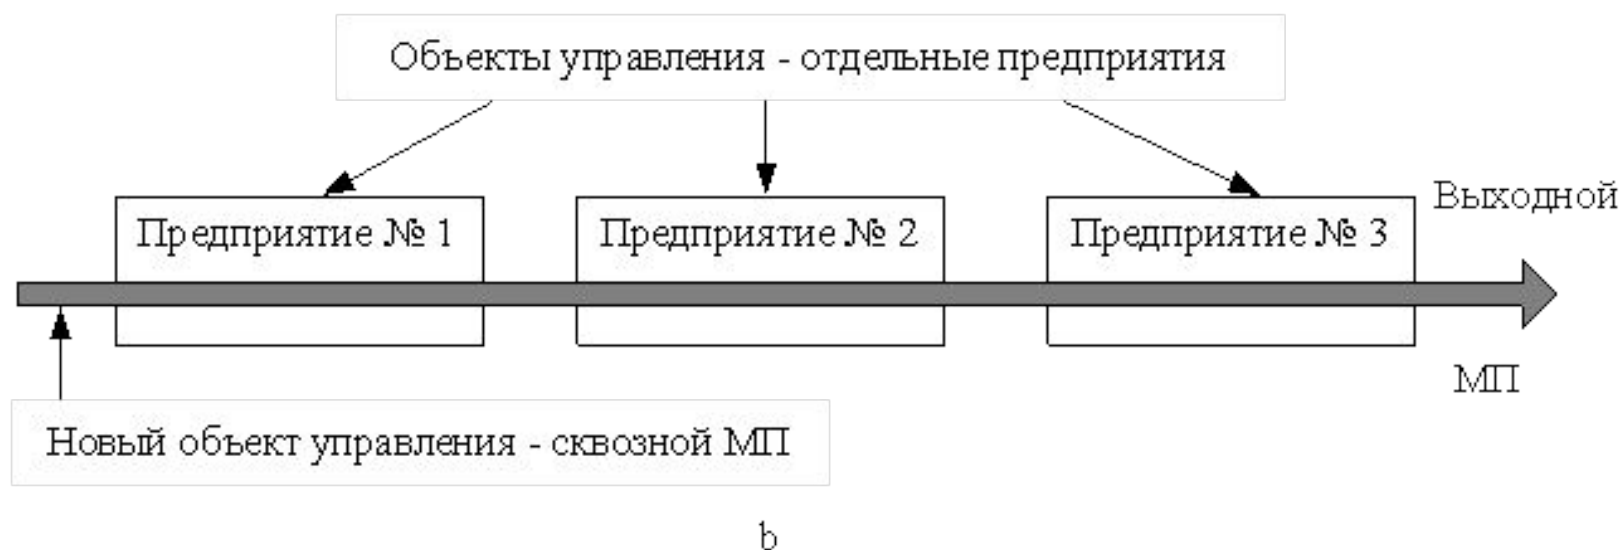 Объекты управления - отдельные предприятия
Выходной
Предприятие № 1
Предприятие № 2
Предприятие № 3
МП
Новый объект управления - сквозной МП
b